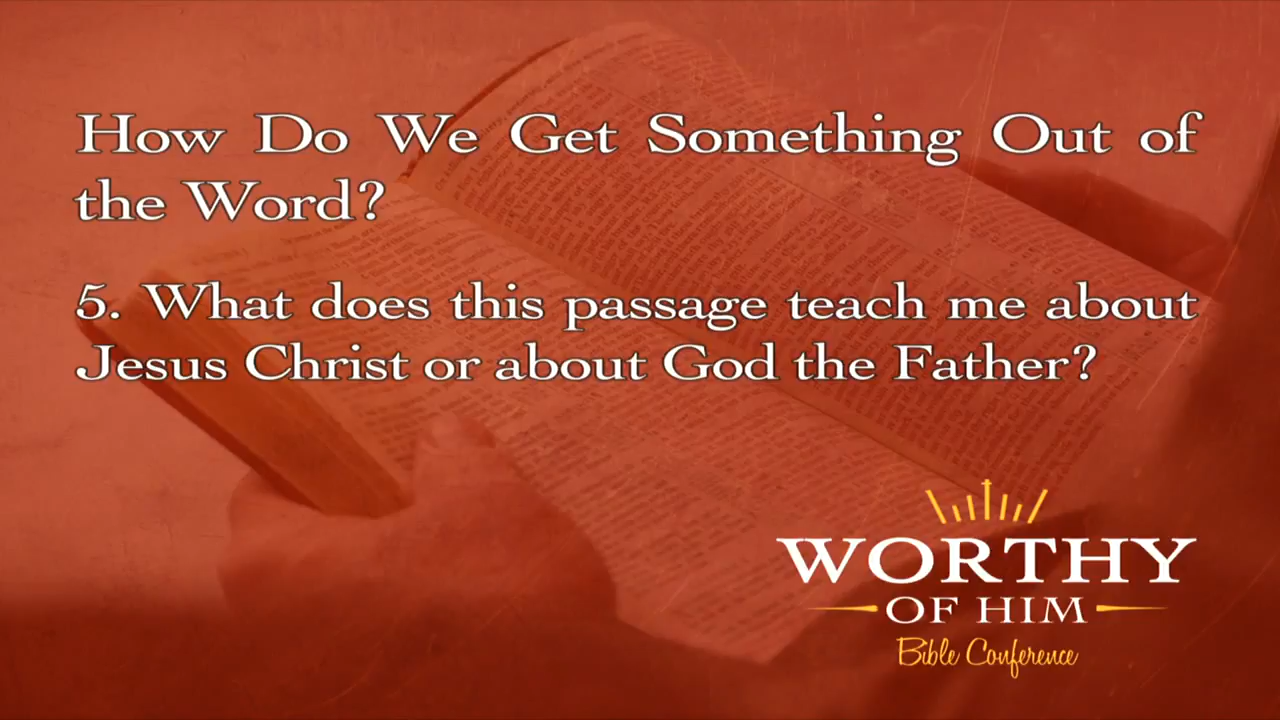 How Do We Get Something Out of
the Word?
5. What does this passage teach me about
Jesus Christ or about God the Father?
WORTHY
OF HIM
Bible Conference